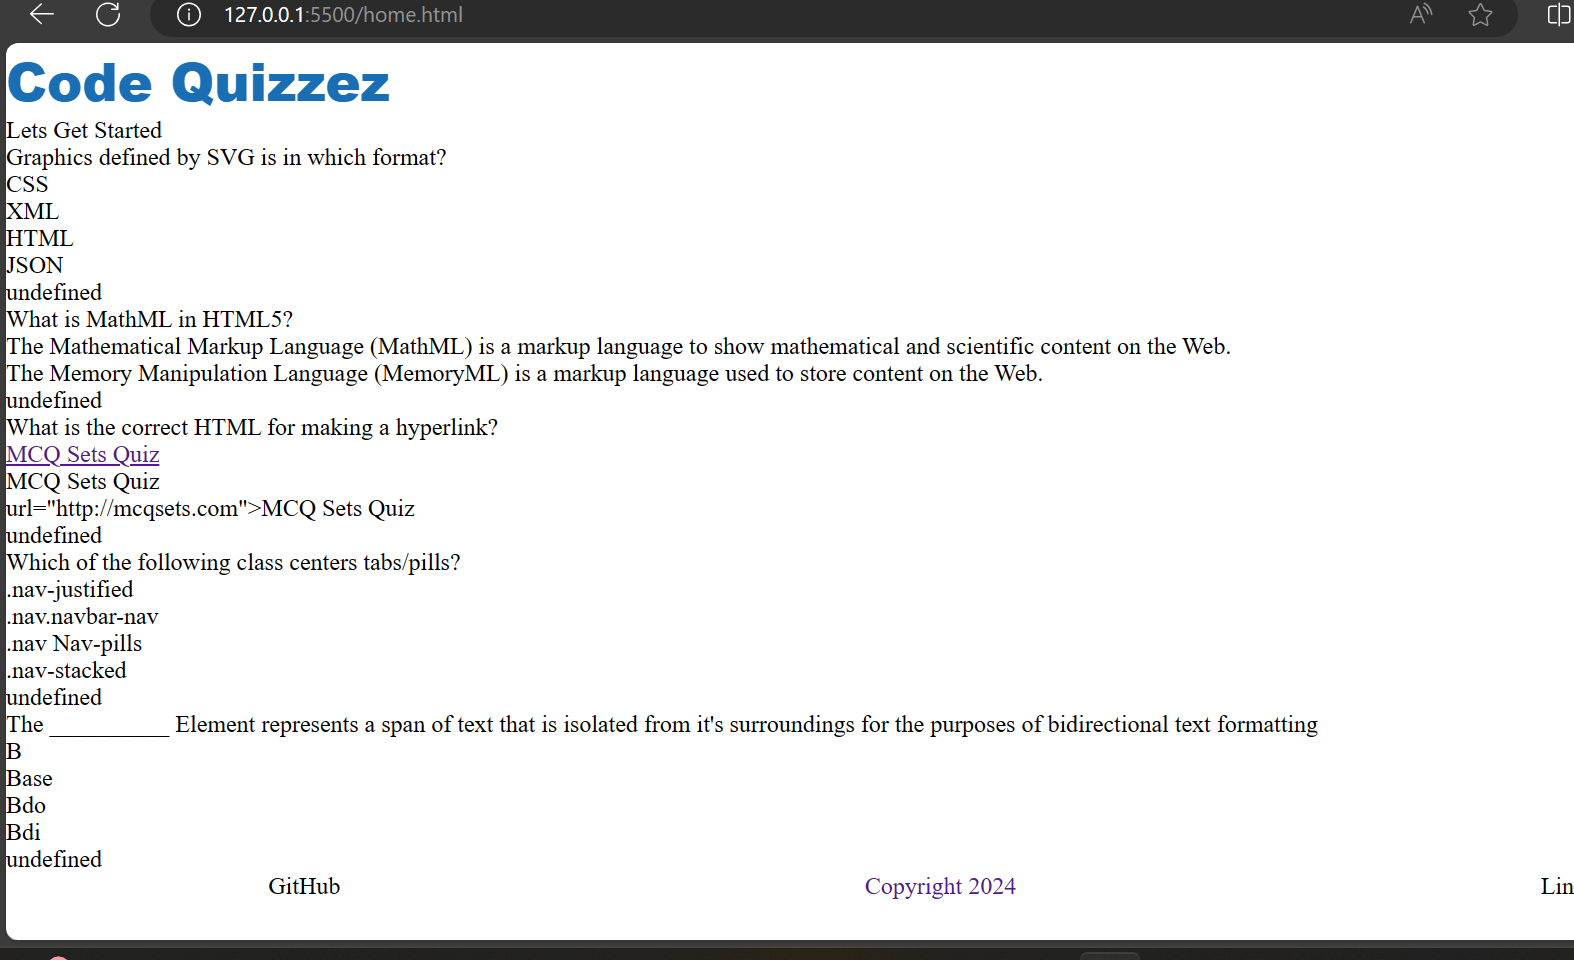 127.0.0.1:5500/home.html
Code Quizzez
Lets Get Started
Graphics defined by SVG is in which format?
CSS
XML
HTML
JSON
undefined
What is MathML in HTML5?
The Mathematical Markup Language (MathML) is a markup language to show mathematical and scientific content on the Web.
The Memory Manipulation Language (MemoryML) is a markup language used to store content on the Web.
undefined
What is the correct HTML for making a hyperlink?
MCQ Sets Quiz
MCQ Sets Quiz
url="http://mcqsets.com">MCQ Sets Quiz
undefined
Which of the following class centers tabs/pills?
.nav-justified
.nav.navbar-nav
.nav Nav-pills
.nav-stacked
undefined
The __________ Element represents a span of text that is isolated from it's surroundings for the purposes of bidirectional text formatting
B
Base
Bdo
Bdi
undefined
GitHub Copyright 2024 Lin